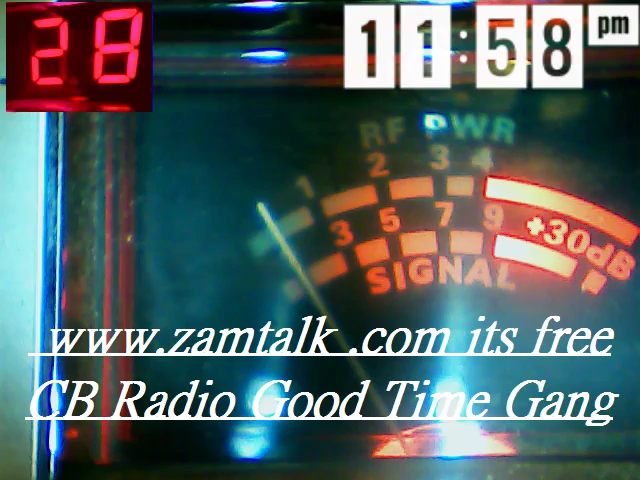 28
11:58 pm
RF PWR
1 2 3 4
3 5 7 9 +30dB
SIGNAL
www.zamtalk .com its free
CB Radio Good Time Gang